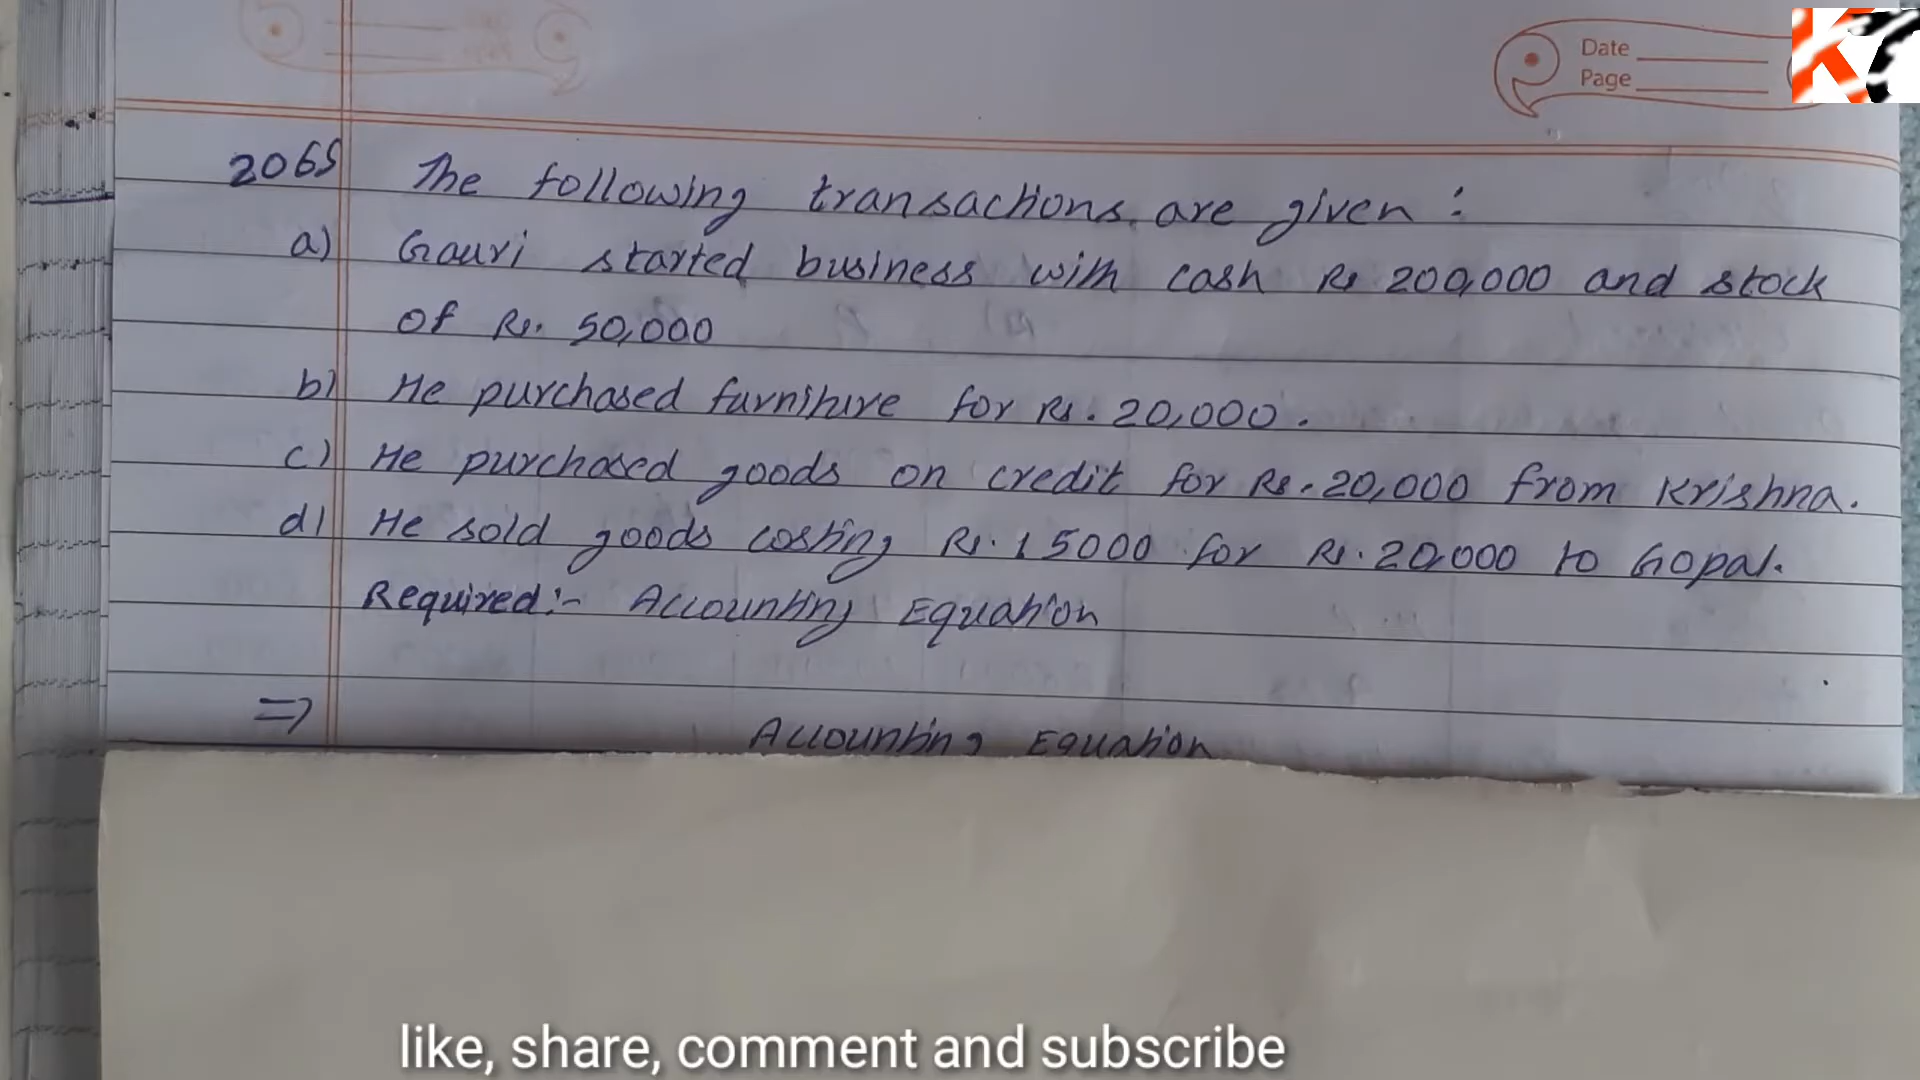 Date
Page
2065 The following transactions are given :
a) Gauri started business with cash Rs 200,000 and stock
of Rs. 50,000
b) He purchased furniture for Rs. 20,000.
c) He purchased goods on credit for Rs. 20,000 from Krishna.
d) He sold goods costing Rs. 15000 for Rs. 20,000 to Gopal.
Required:- Accounting Equation
=> Accounting Equation
like, share, comment and subscribe